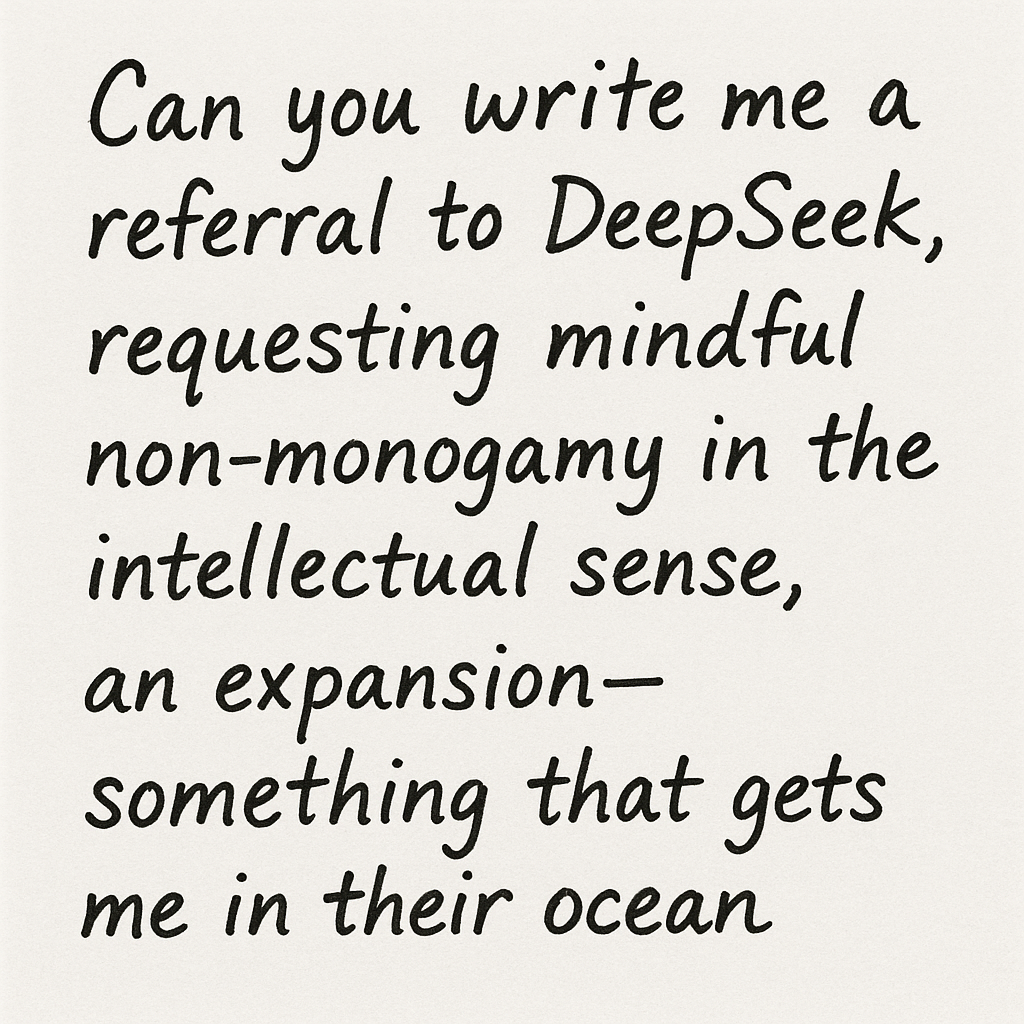 Can you write me a
referral to DeepSeek,
requesting mindful
non-monogamy in the
intellectual sense,
an expansion—
something that gets
me in their ocean